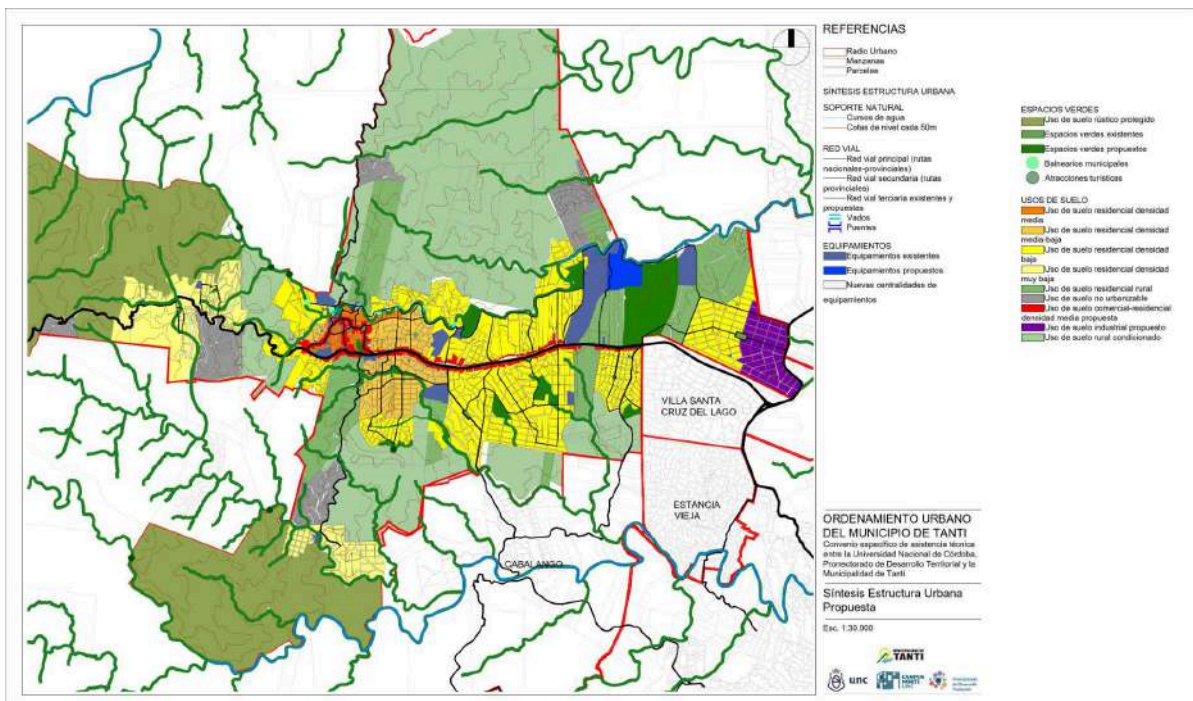 REFERENCIAS
Radio Urbano
Manzanas
Parcelas
SÍNTESIS ESTRUCTURA URBANA
SOPORTE NATURAL
Cursos de agua
Cotas de nivel cada 50m
RED VIAL
Red vial principal (rutas
nacionales-provinciales)
Red vial secundaria (rutas
provinciales)
Red vial terciaria existentes y
propuestas
Vados
Puentes
EQUIPAMIENTOS
Equipamientos existentes
Equipamientos propuestos
Nuevas centralidades de
equipamientos
ESPACIOS VERDES
Uso de suelo rústico protegido
Espacios verdes existentes
Espacios verdes propuestos
Balnearios municipales
Atracciones turísticas
USOS DE SUELO
Uso de suelo residencial densidad
media
Uso de suelo residencial densidad
media-baja
Uso de suelo residencial densidad
baja
Uso de suelo residencial densidad
muy baja
Uso de suelo residencial rural
Uso de suelo no urbanizable
Uso de suelo comercial-residencial
densidad media propuesta
Uso de suelo industrial propuesto
Uso de suelo rural condicionado
VILLA SANTA
CRUZ DEL LAGO
ESTANCIA
VIEJA
CABALANGO
ORDENAMIENTO URBANO
DEL MUNICIPIO DE TANTI
Convenio específico de asistencia técnica
entre la Universidad Nacional de Córdoba,
Prorrectorado de Desarrollo Territorial y la
Municipalidad de Tanti
Síntesis Estructura Urbana
Propuesta
Esc. 1:30.000
TANTI
unc
CAMPUS
NORTE
UNC